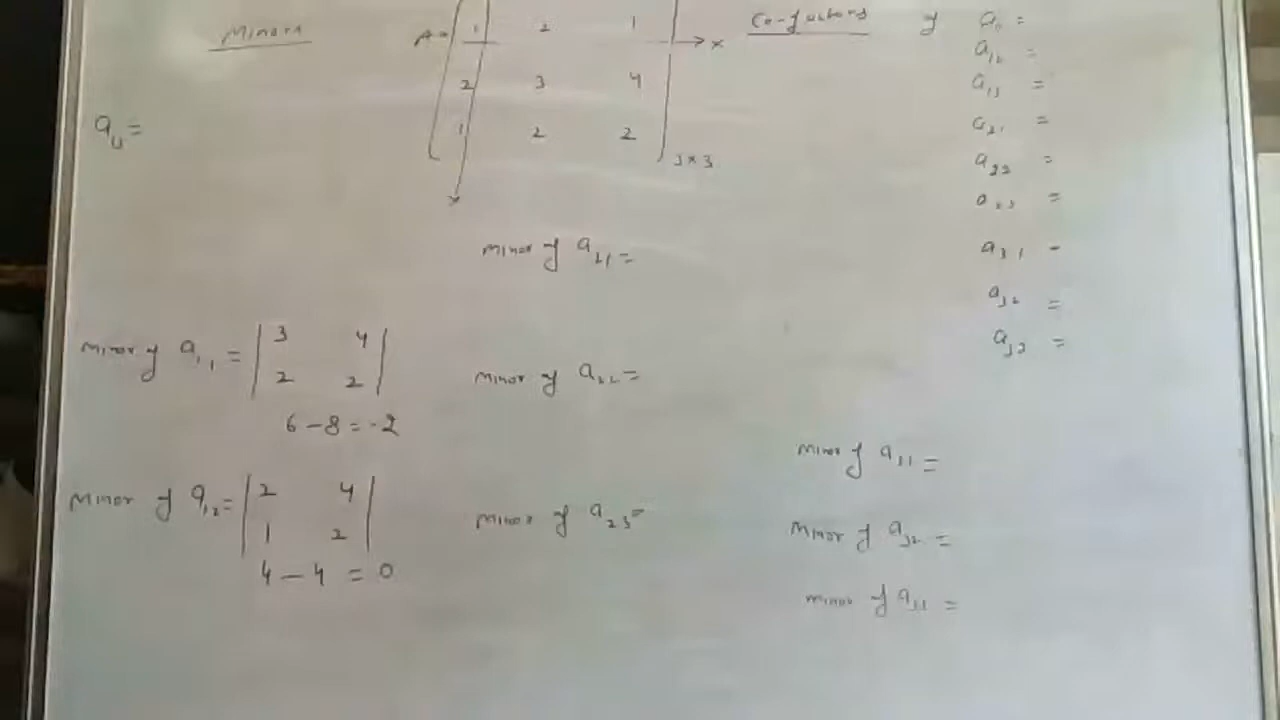 Minors
A = 1 2 1 → x
2 3 4
1 2 2
3×3
x
Co-factors of a11 =
a12 =
a13 =
a21 =
a22 =
a23 =
a31 =
a32 =
a33 =
a11 =
Minor of a11 = | 3 4 |
| 2 2 |
6 - 8 = -2
Minor of a12 = | 2 4 |
| 1 2 |
4 - 4 = 0
Minor of a21 =
Minor of a22 =
Minor of a23 =
Minor of a31 =
Minor of a32 =
Minor of a33 =